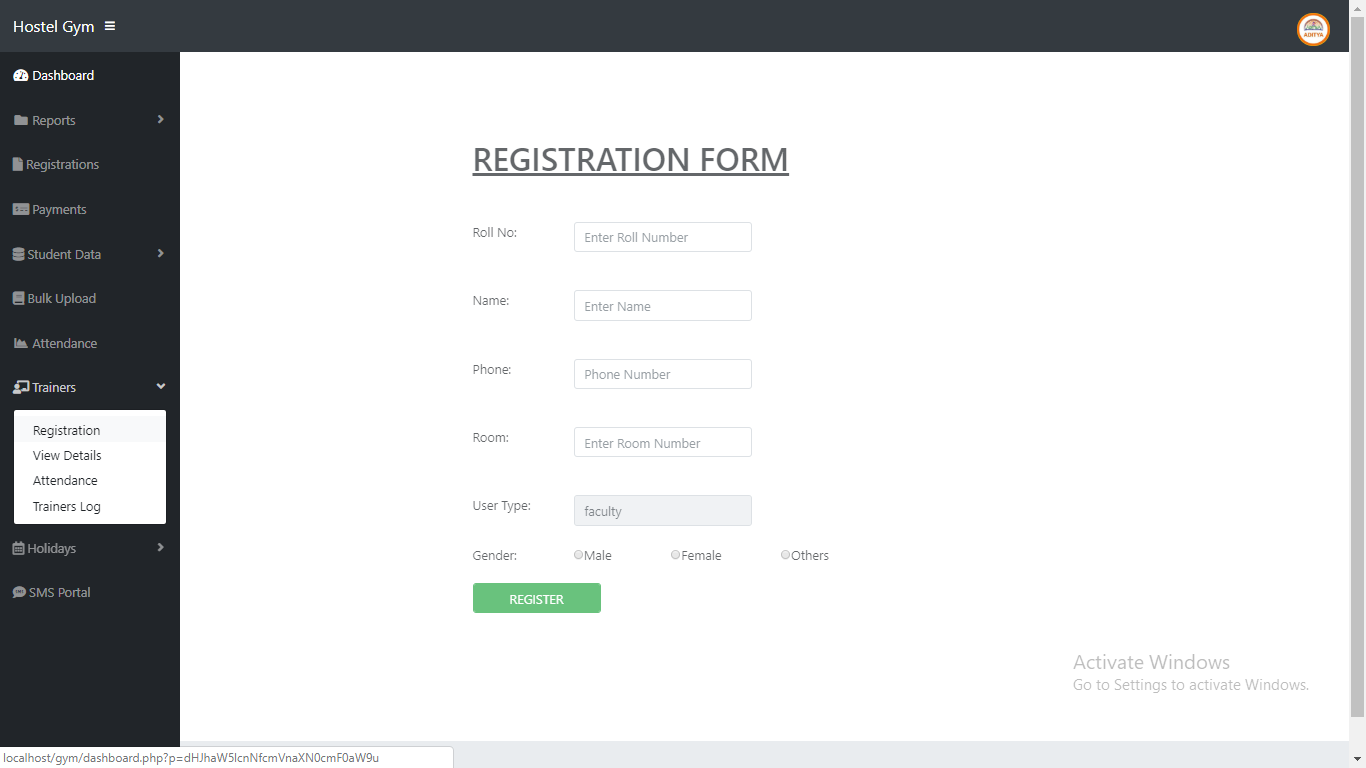 Hostel Gym
ADITYA
Dashboard
Reports
Registrations
Payments
Student Data
Bulk Upload
Attendance
Trainers
Registration
View Details
Attendance
Trainers Log
Holidays
SMS Portal
REGISTRATION FORM
Roll No: Enter Roll Number
Name: Enter Name
Phone: Phone Number
Room: Enter Room Number
User Type: faculty
Gender: Male Female Others
REGISTER
Activate Windows
Go to Settings to activate Windows.
localhost/gym/dashboard.php?p=dHJhaW5lcnNfcmVnaXN0cmF0aW9u